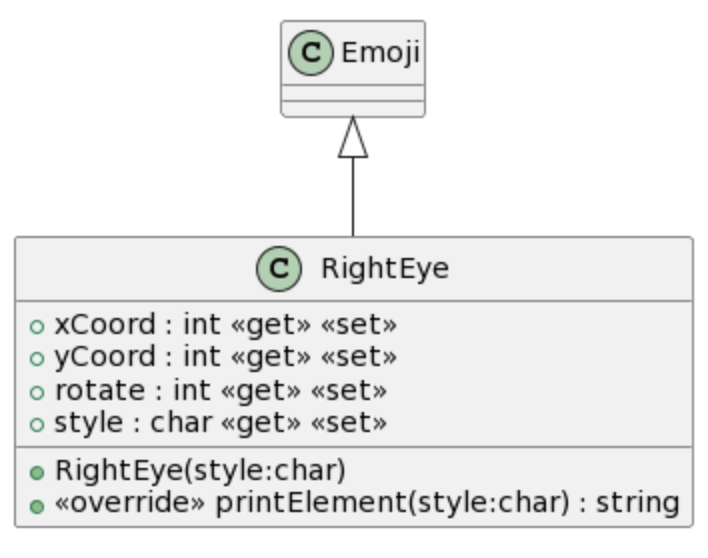 C Emoji
C RightEye
xCoord : int «get» «set»
yCoord : int «get» «set»
rotate : int «get» «set»
style : char «get» «set»
RightEye(style:char)
«override» printElement(style:char) : string